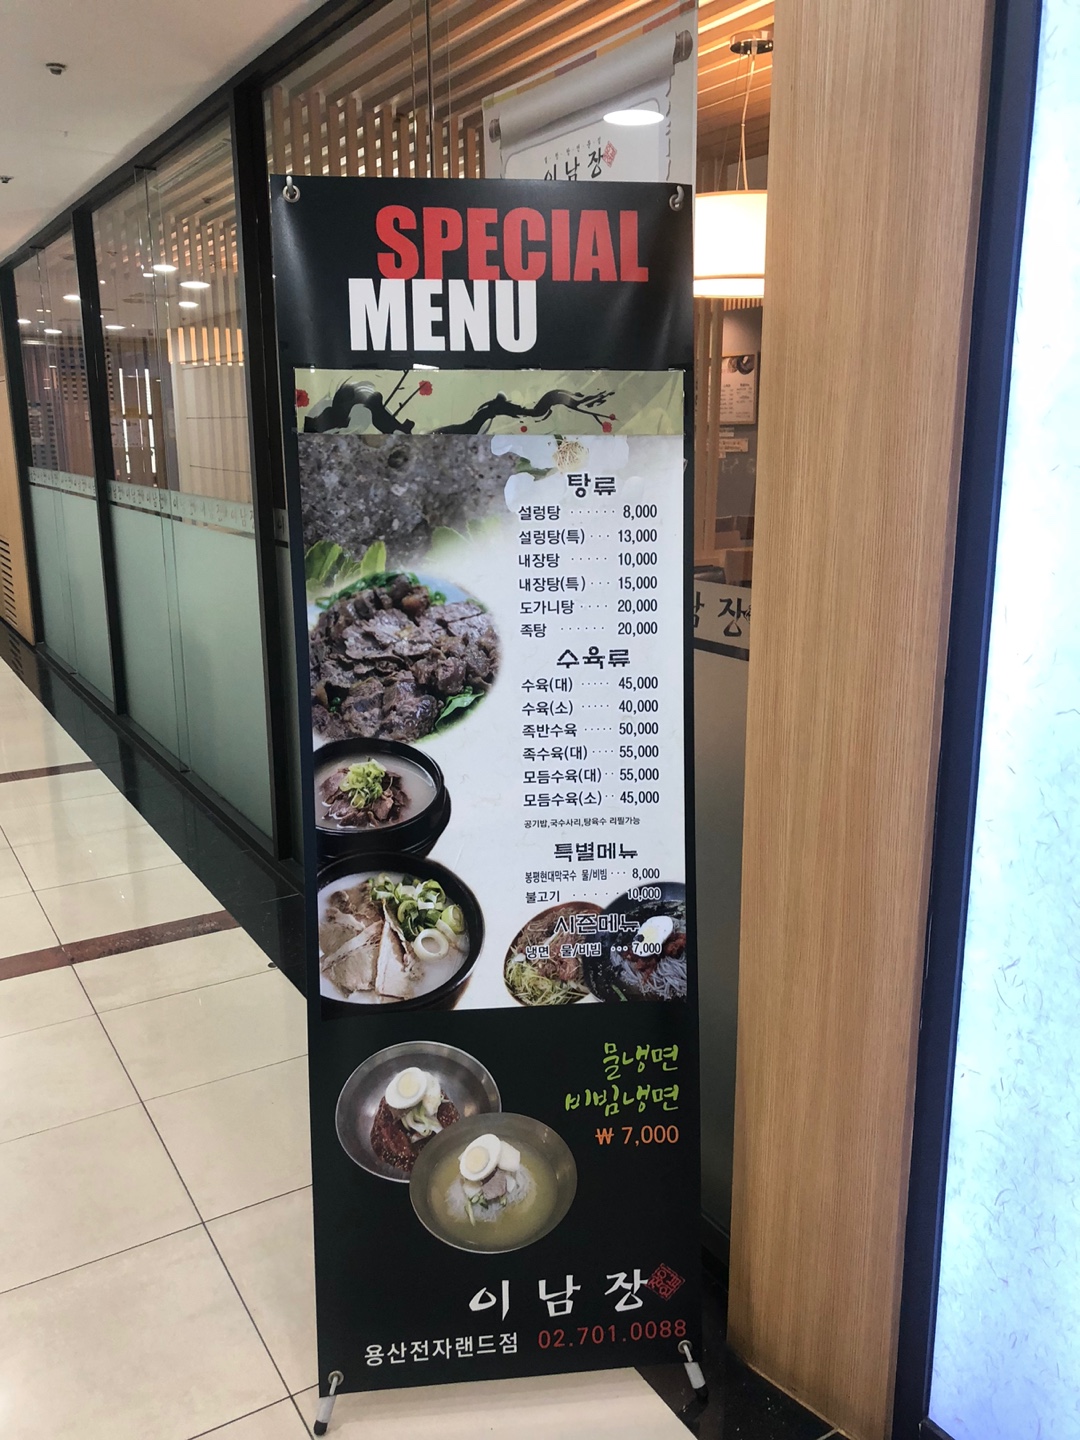 이남장
SPECIAL
MENU
탕류
설렁탕 ······ 8,000
설렁탕(특) ··· 13,000
내장탕 ····· 10,000
내장탕(특) ··· 15,000
도가니탕 ···· 20,000
족탕 ······ 20,000
수육류
수육(대) ····· 45,000
수육(소) ····· 40,000
족반수육 ····· 50,000
족수육(대) ···· 55,000
모듬수육(대) ·· 55,000
모듬수육(소) ·· 45,000
공기밥,국수사리,탕육수 리필가능
특별메뉴
봉평현대막국수 물/비빔 ··· 8,000
불고기 ······ 10,000
시즌메뉴
냉면 물/비빔 ··· 7,000
물냉면
비빔냉면
₩ 7,000
이남장
용산전자랜드점 02.701.0088